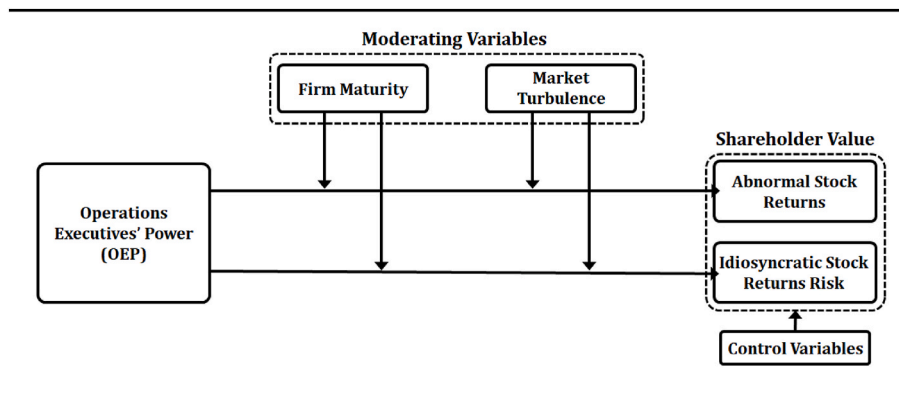 Moderating Variables
Firm Maturity
Market
Turbulence
Shareholder Value
Operations
Executives' Power
(OEP)
Abnormal Stock
Returns
Idiosyncratic Stock
Returns Risk
Control Variables